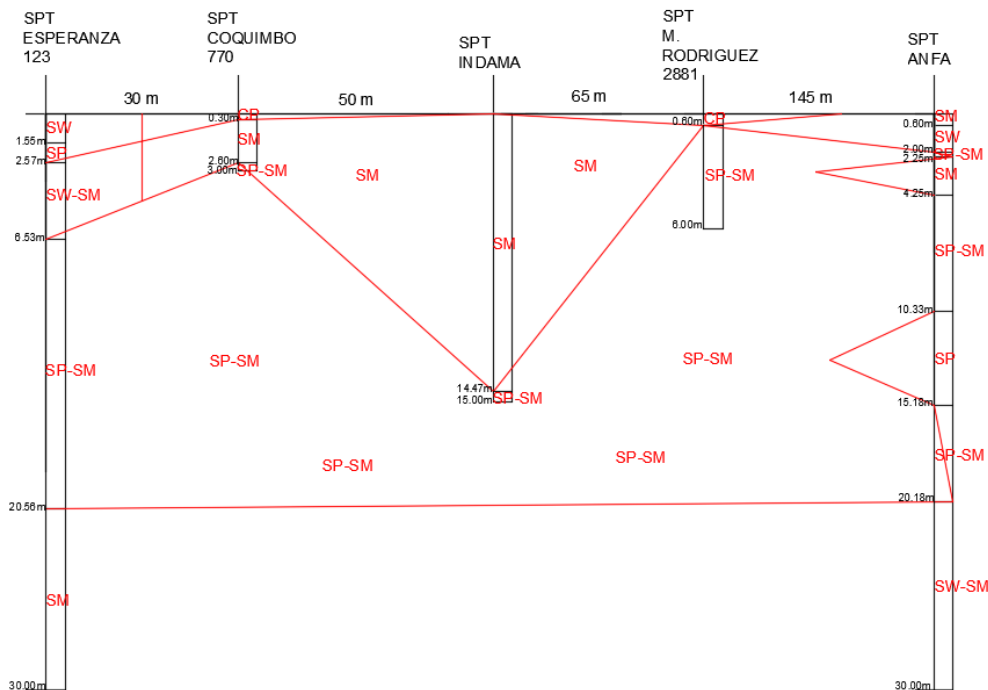 SPT
ESPERANZA
123
SPT
COQUIMBO
770
SPT
INDAMA
SPT
M.
RODRIGUEZ
2881
SPT
ANFA
30 m
50 m
65 m
145 m
SW
1.55m
SP
2.57m
SW-SM
6.53m
SP-SM
20.56m
SM
0.30m
CP
SM
2.60m
3.00m
SP-SM
SP-SM
SM
SM
SM
14.47m
15.00m
SP-SM
SP-SM
SP-SM
CP
0.60m
SP-SM
6.00m
SP-SM
SM
0.60m
SW
2.00m
2.25m
SP-SM
SM
4.25m
SP-SM
10.33m
SP
15.18m
SP-SM
20.18m
SW-SM
30.00m
30.00m